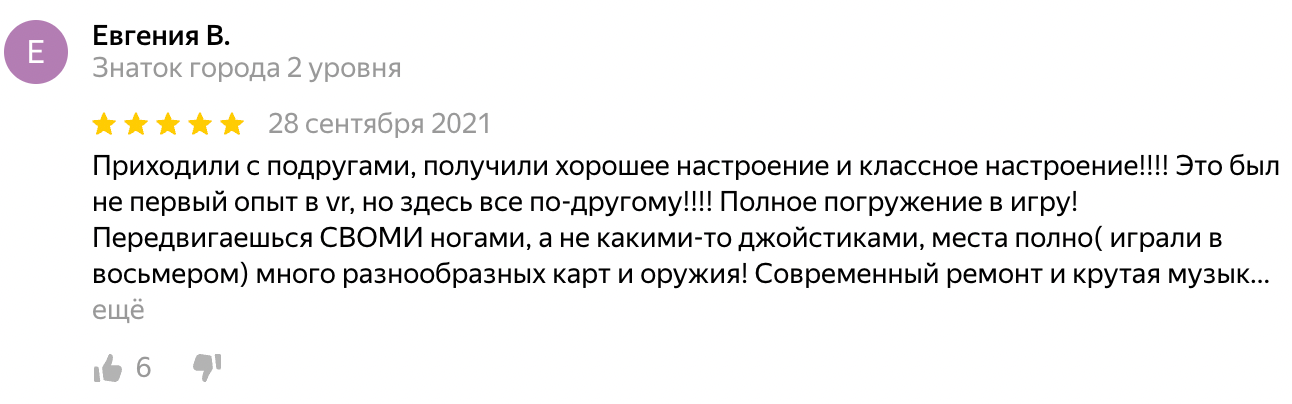 Е
Евгения В.
Знаток города 2 уровня
28 сентября 2021
Приходили с подругами, получили хорошее настроение и классное настроение!!!! Это был
не первый опыт в vr, но здесь все по-другому!!!! Полное погружение в игру!
Передвигаешься СВОМИ ногами, а не какими-то джойстиками, места полно( играли в
восьмером) много разнообразных карт и оружия! Современный ремонт и крутая музык...
ещё
6